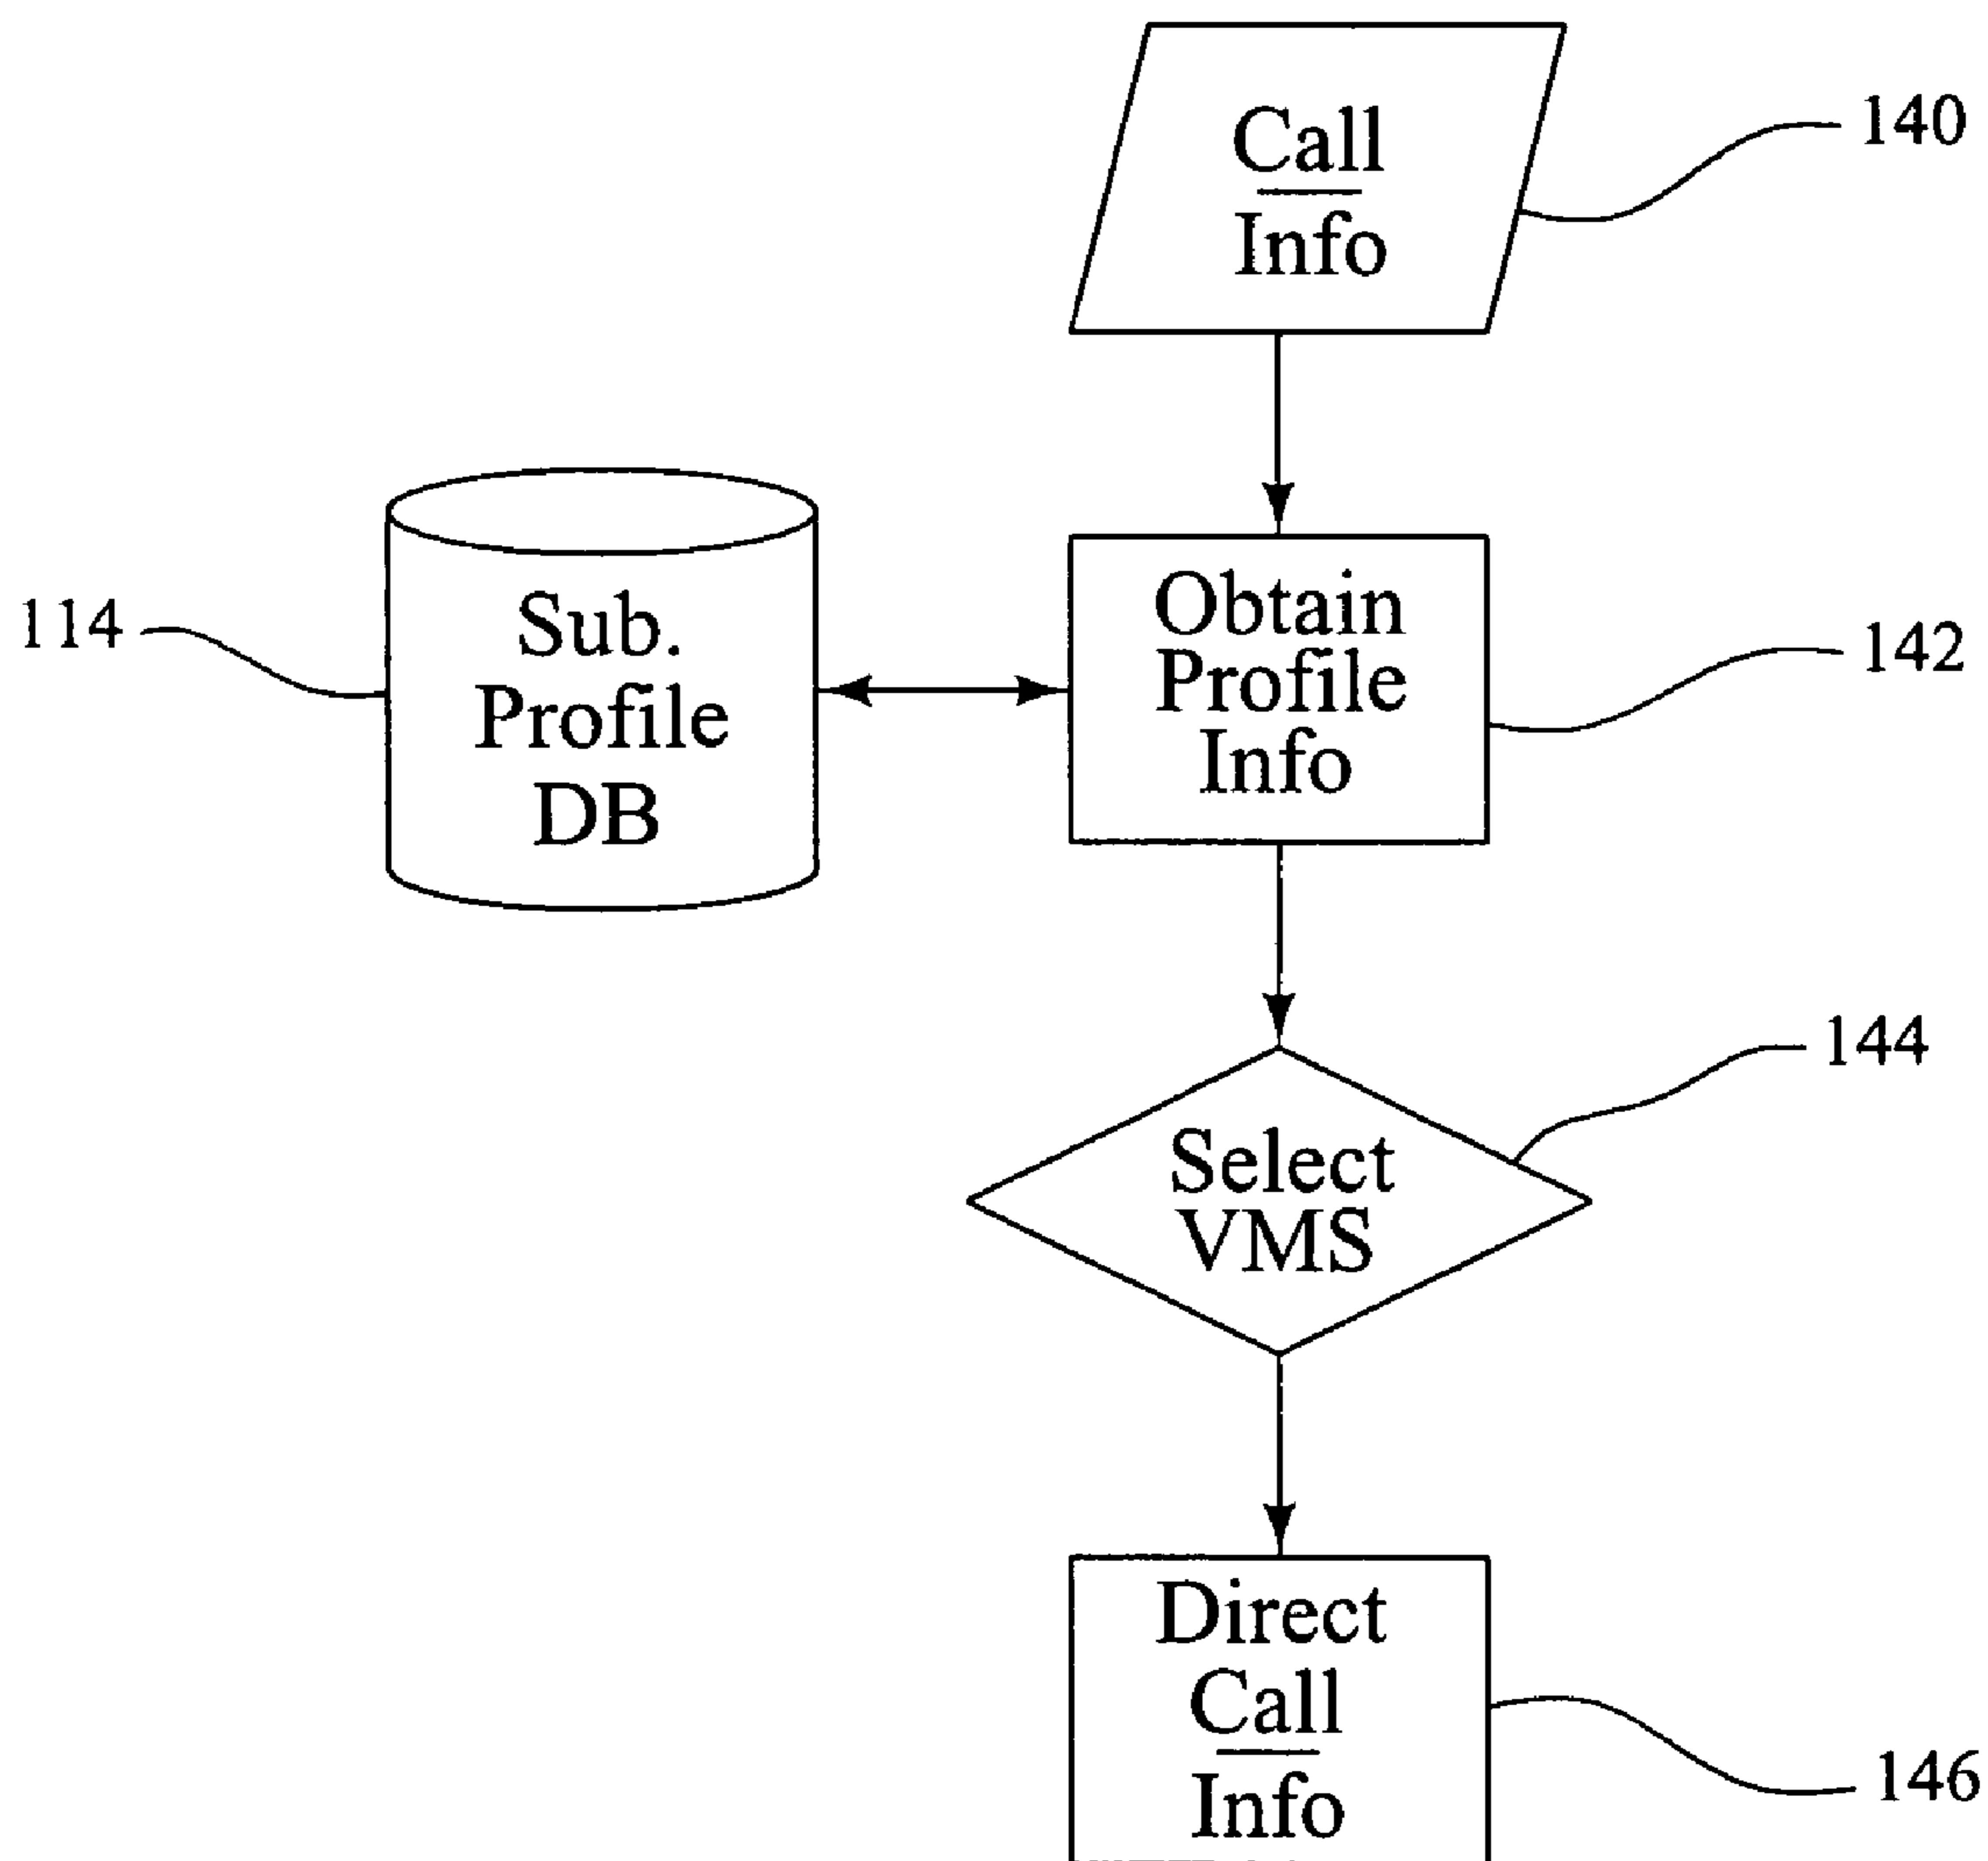 Call
Info
140
Sub.
Profile
DB
114
Obtain
Profile
Info
142
Select
VMS
144
Direct
Call
Info
146